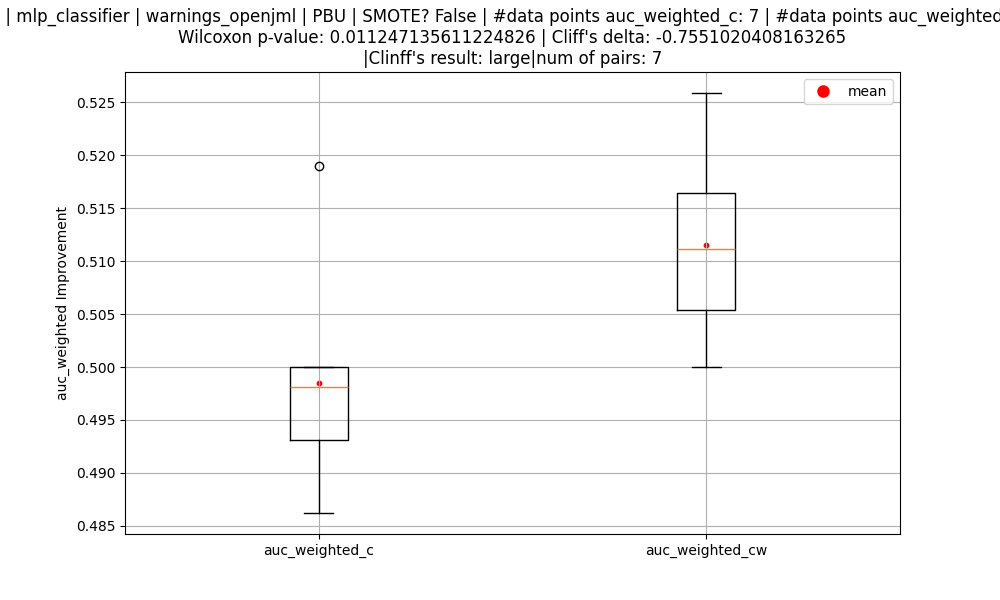 | mlp_classifier | warnings_openjml | PBU | SMOTE? False | #data points auc_weighted_c: 7 | #data points auc_weighted
Wilcoxon p-value: 0.011247135611224826 | Cliff's delta: -0.7551020408163265
|Clinff's result: large|num of pairs: 7
mean
0.525
0.520
0.515
0.510
0.505
0.500
0.495
0.490
0.485
auc_weighted Improvement
auc_weighted_c
auc_weighted_cw